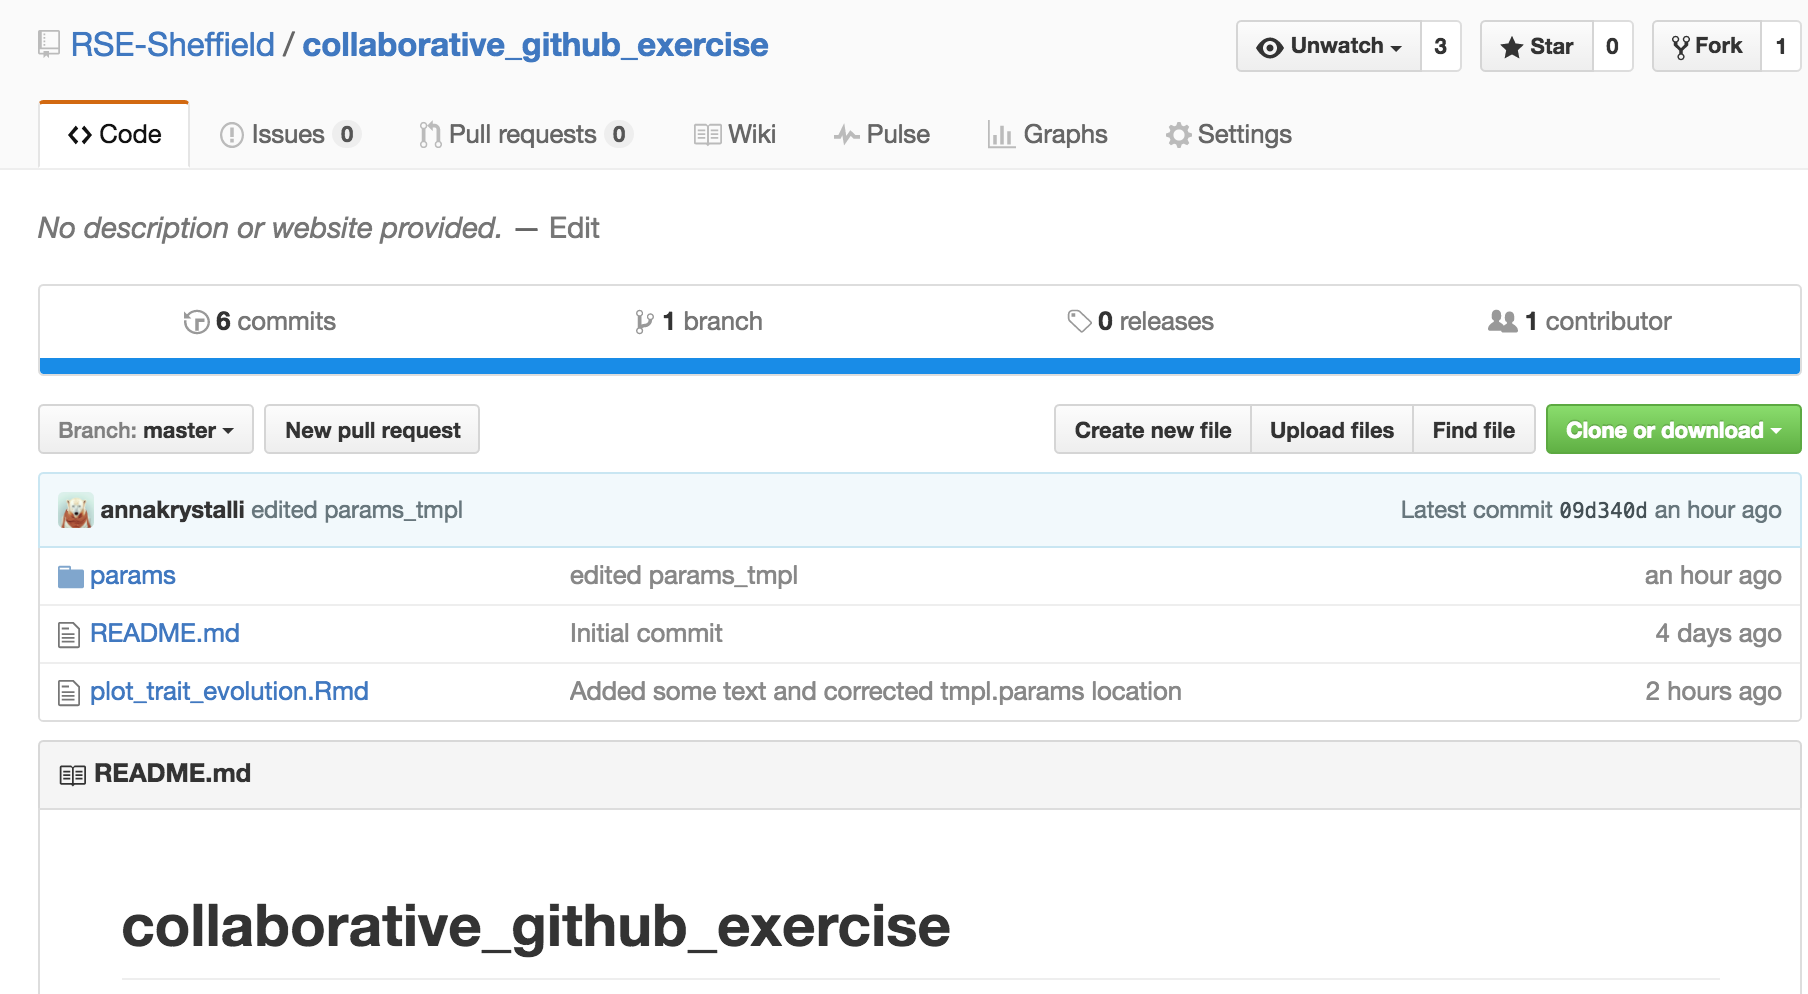 RSE-Sheffield / collaborative_github_exercise
Unwatch 3 Star 0 Fork 1
Code Issues 0 Pull requests 0 Wiki Pulse Graphs Settings
No description or website provided. — Edit
6 commits 1 branch 0 releases 1 contributor
Branch: master New pull request Create new file Upload files Find file Clone or download
annakrystalli edited params_tmpl Latest commit 09d340d an hour ago
params edited params_tmpl an hour ago
README.md Initial commit 4 days ago
plot_trait_evolution.Rmd Added some text and corrected tmpl.params location 2 hours ago
README.md
collaborative_github_exercise